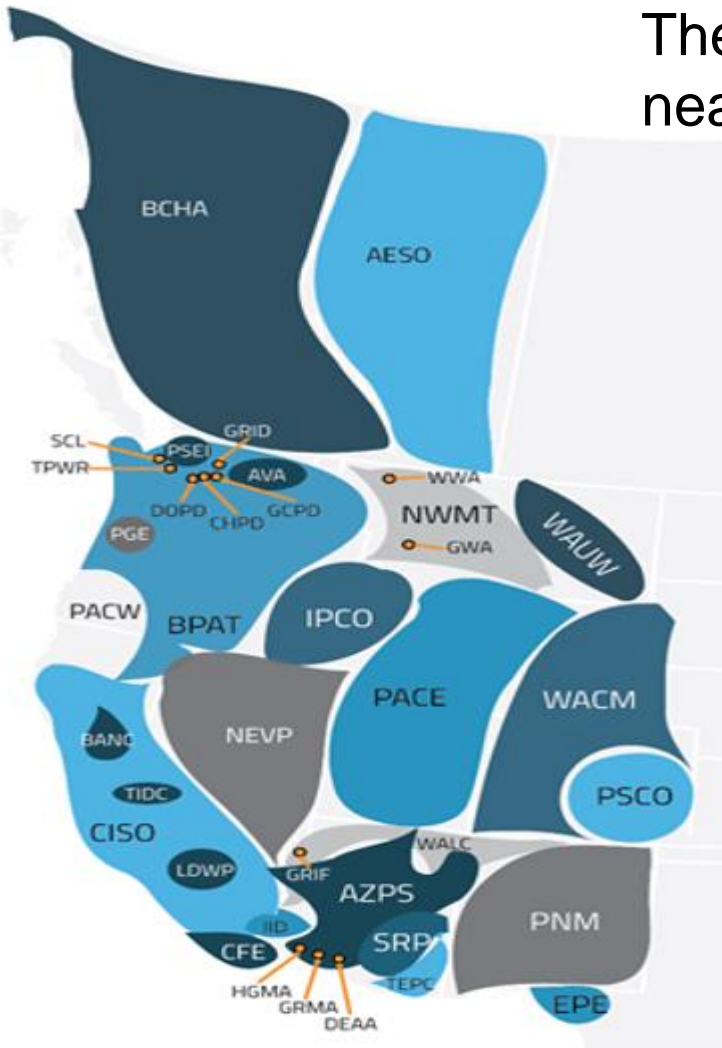 The
nea
BCHA
AESO
SCL
GRID
PSEI
TPWR
AVA
WWA
DOPD
GCPD
CHPD
NWMT
WAUW
PGE
GWA
PACW
BPAT
IPCO
PACE
WACM
NEVP
BANC
TIDC
PSCO
CISO
WALC
LDWP
GRIF
AZPS
PNM
IID
SRP
CFE
TEPC
HGMA
EPE
GRMA
DEAA